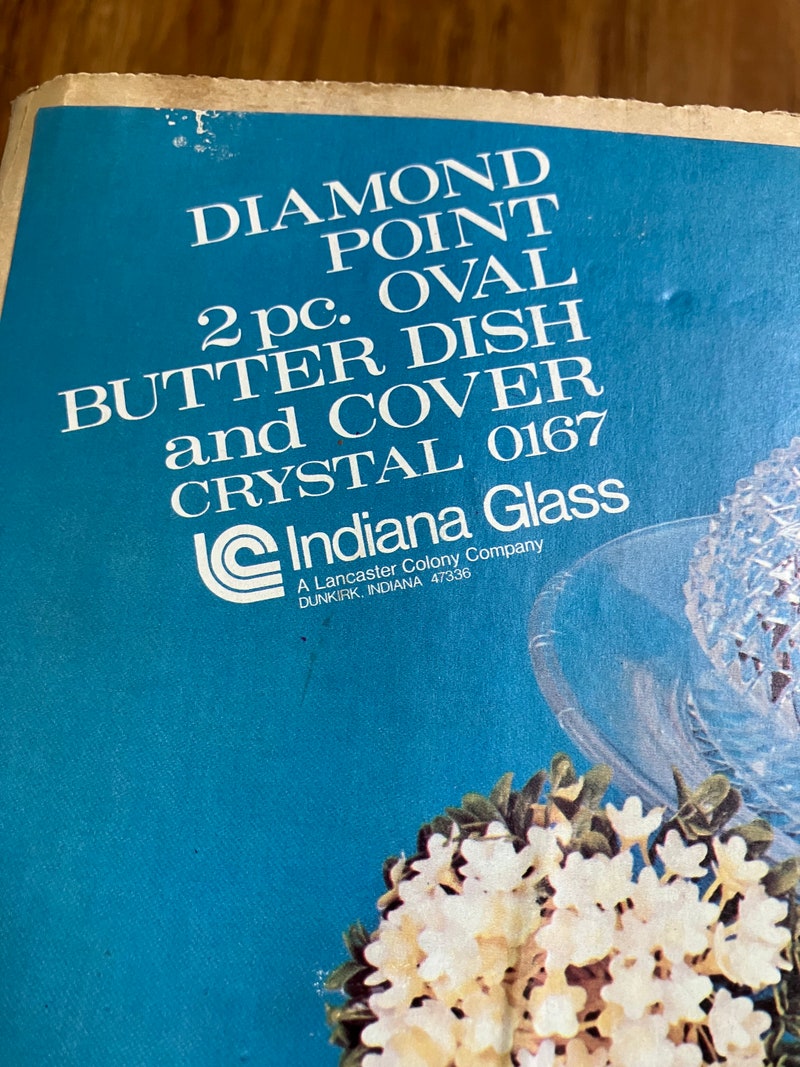 DIAMOND
POINT
2 pc. OVAL
BUTTER DISH
and COVER
CRYSTAL 0167
Indiana Glass
A Lancaster Colony Company
DUNKIRK, INDIANA 47336